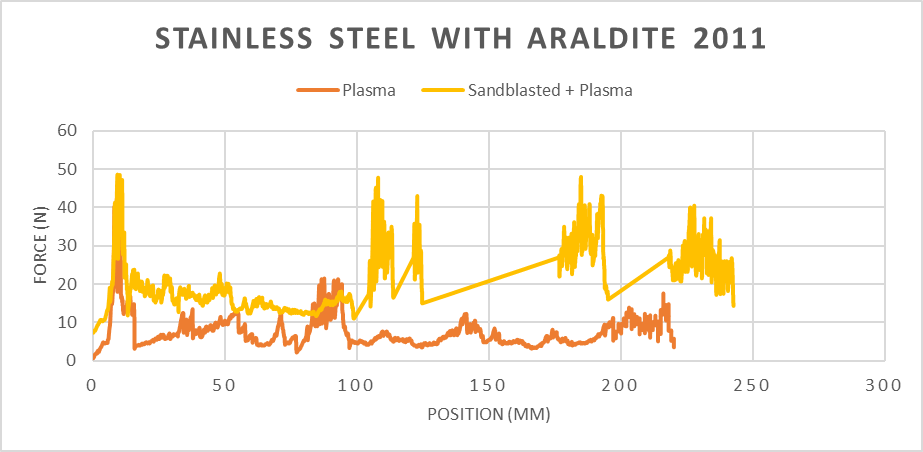 STAINLESS STEEL WITH ARALDITE 2011
Plasma Sandblasted + Plasma
60
50
40
30
20
10
0
FORCE (N)
0 50 100 150 200 250 300
POSITION (MM)